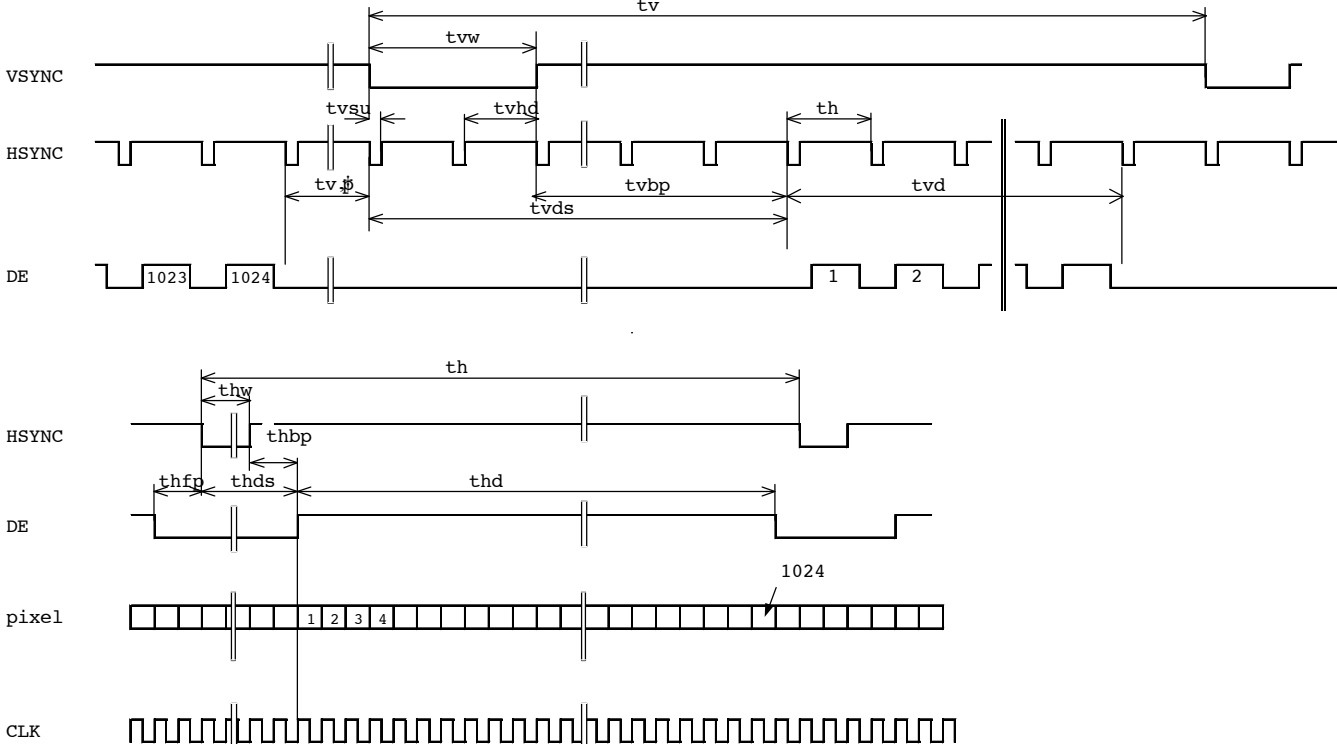 tv
tvw
VSYNC
tvsu tvhd th
HSYNC
tvbp tvd
tvds
DE 1023 1024 1 2
th
thw
HSYNC
thbp
thfp thds thd
DE
1024
pixel 1 2 3 4
CLK